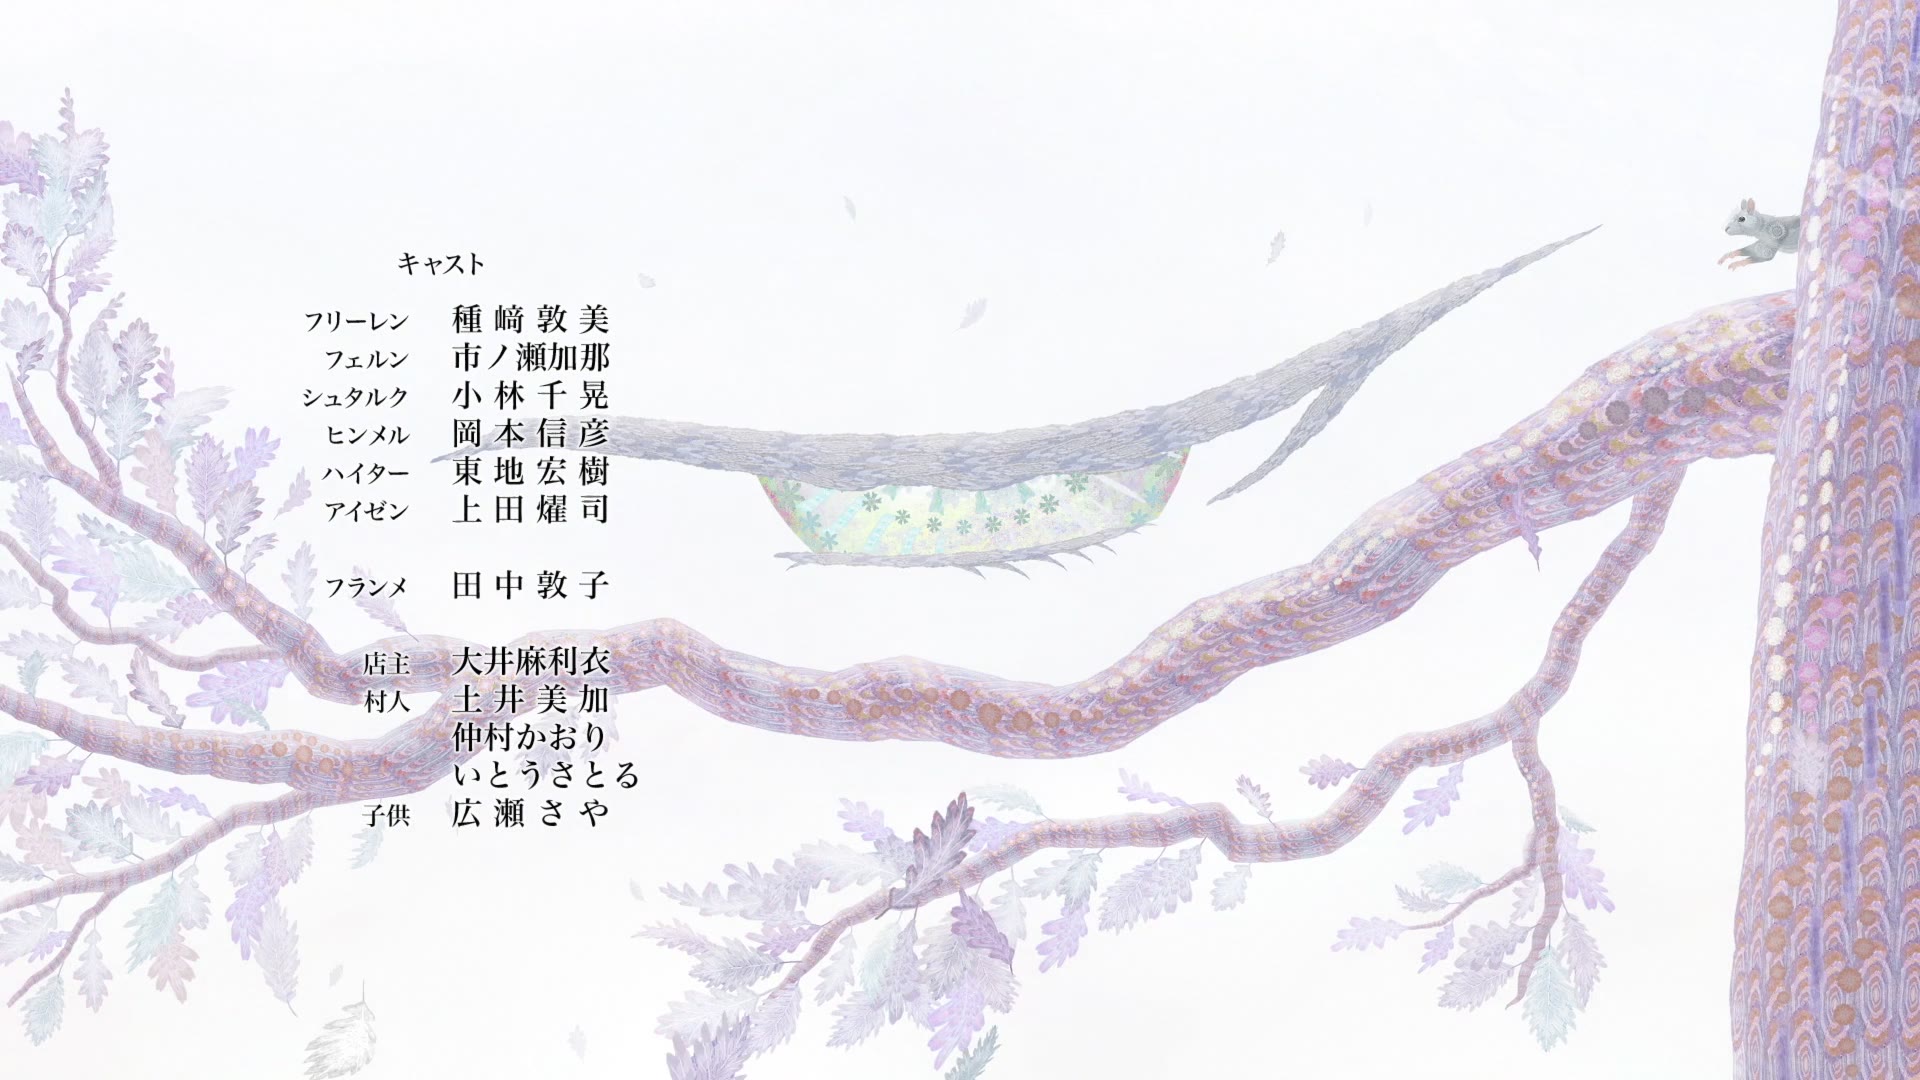 キャスト
フリーレン 種﨑敦美
フェルン 市ノ瀬加那
シュタルク 小林千晃
ヒンメル 岡本信彦
ハイター 東地宏樹
アイゼン 上田燿司
フランメ 田中敦子
店主 大井麻利衣
村人 土井美加
仲村かおり
いとうさとる
子供 広瀬さや